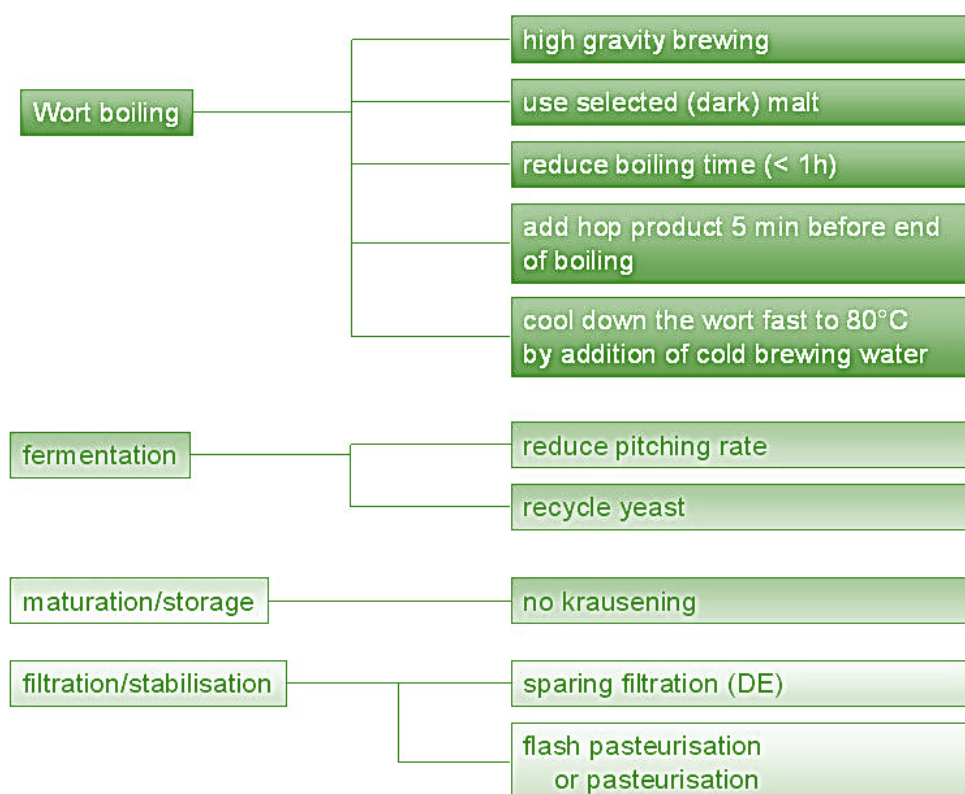 high gravity brewing
Wort boiling
use selected (dark) malt
reduce boiling time (< 1h)
add hop product 5 min before end
of boiling
cool down the wort fast to 80°C
by addition of cold brewing water
fermentation
reduce pitching rate
recycle yeast
maturation/storage
no krausening
filtration/stabilisation
sparing filtration (DE)
flash pasteurisation
or pasteurisation